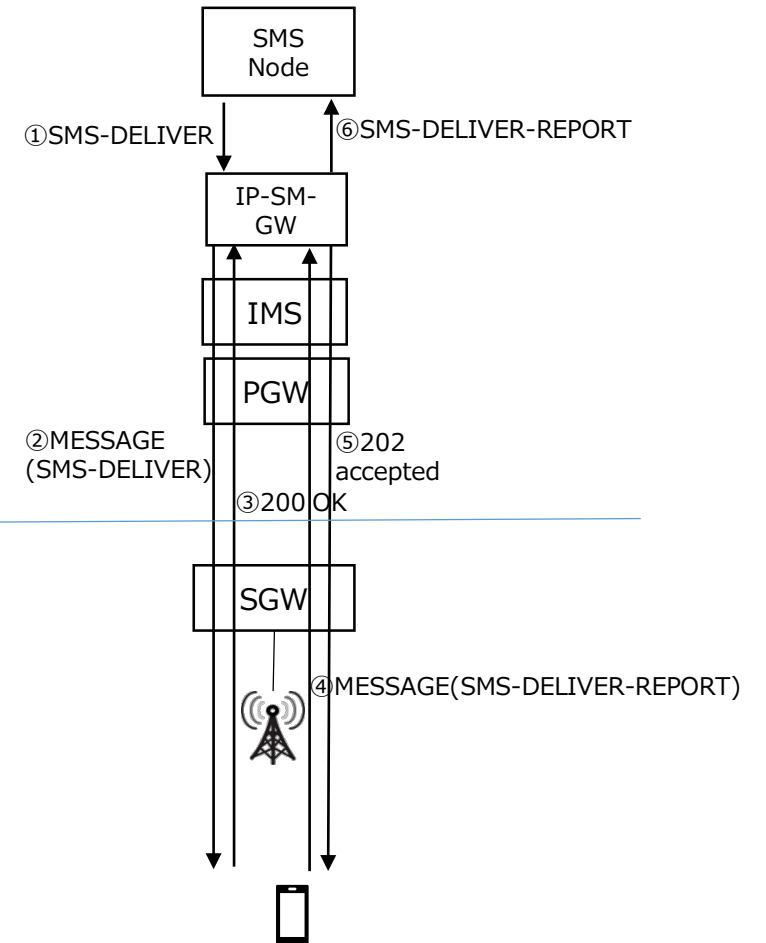 SMS
Node
①SMS-DELIVER
⑥SMS-DELIVER-REPORT
IP-SM-
GW
IMS
PGW
②MESSAGE
(SMS-DELIVER)
⑤202
accepted
③200 OK
SGW
④MESSAGE(SMS-DELIVER-REPORT)